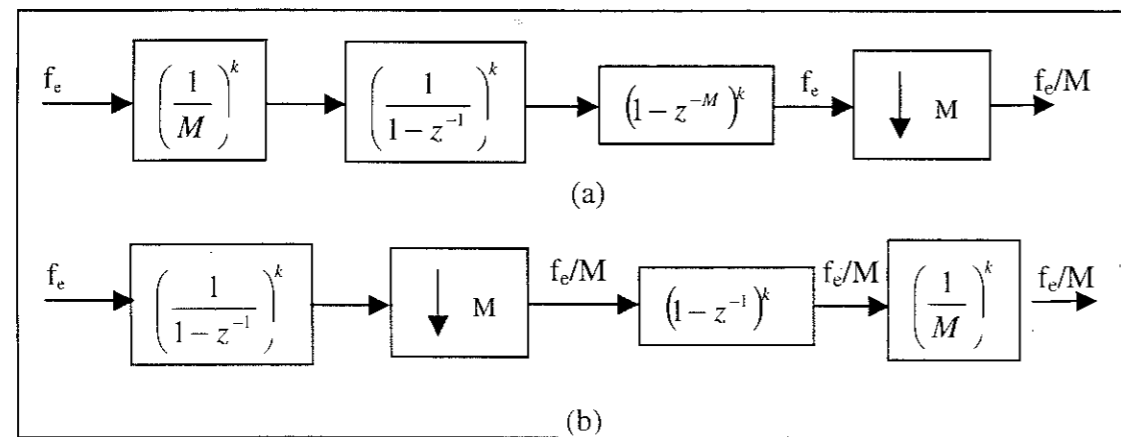 f_e (1/M)^k (1/(1 − z^{-1}))^k (1 − z^{-M})^k f_e ↓ M f_e/M
(a)
f_e (1/(1 − z^{-1}))^k ↓ M f_e/M (1 − z^{-1})^k f_e/M (1/M)^k f_e/M
(b)